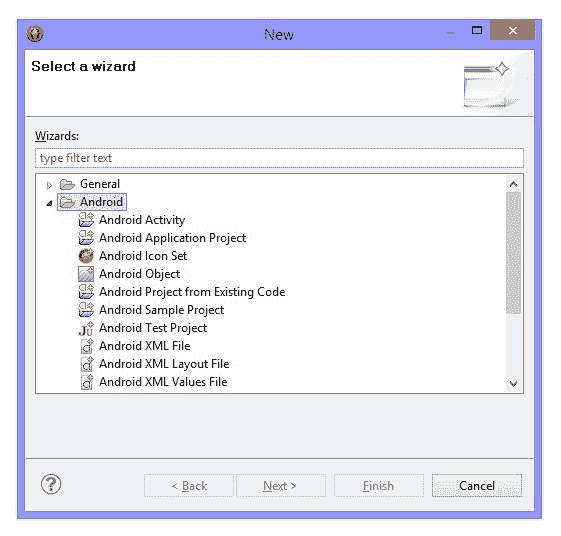 New
Select a wizard
Wizards:
type filter text
General
Android
Android Activity
Android Application Project
Android Icon Set
Android Object
Android Project from Existing Code
Android Sample Project
Android Test Project
Android XML File
Android XML Layout File
Android XML Values File
< Back Next > Finish Cancel